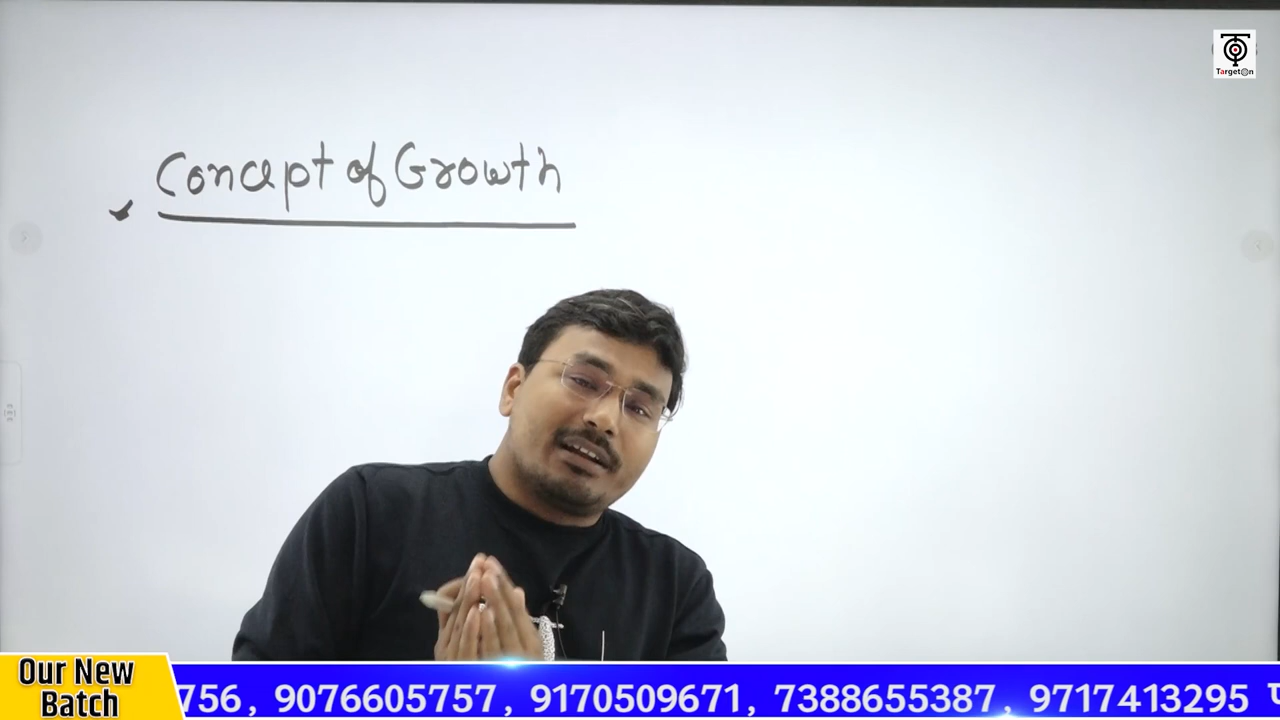 TargetOn
Concept of Growth
Our New
Batch
756, 9076605757, 9170509671, 7388655387, 9717413295